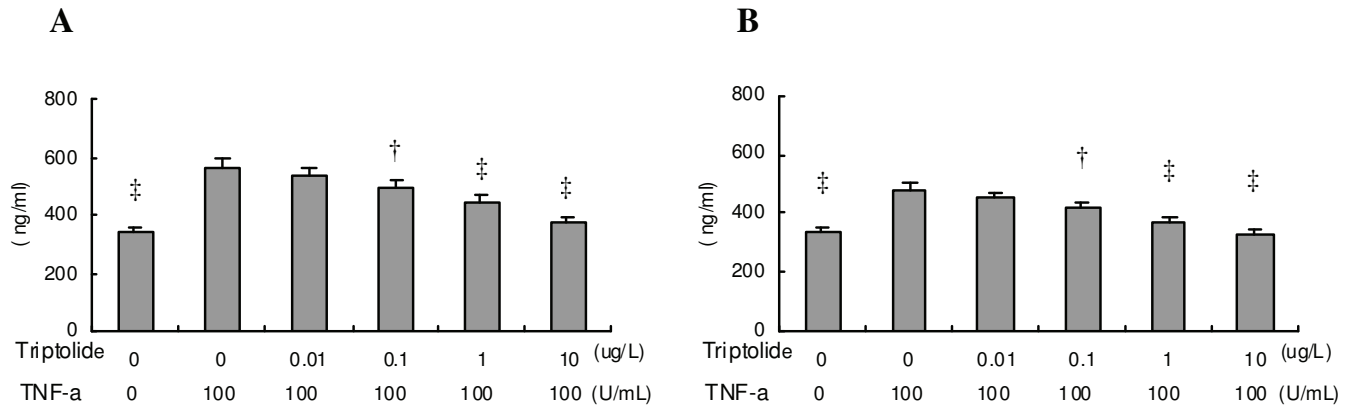 A B
800 800
† †
600 600
‡ ‡ ‡ ‡ ‡ ‡
( ng/ml) ( ng/ml)
400 400
200 200
0 0
Triptolide 0 0 0.01 0.1 1 10 (ug/L) Triptolide 0 0 0.01 0.1 1 10 (ug/L)
TNF-a 0 100 100 100 100 100 (U/mL) TNF-a 0 100 100 100 100 100 (U/mL)